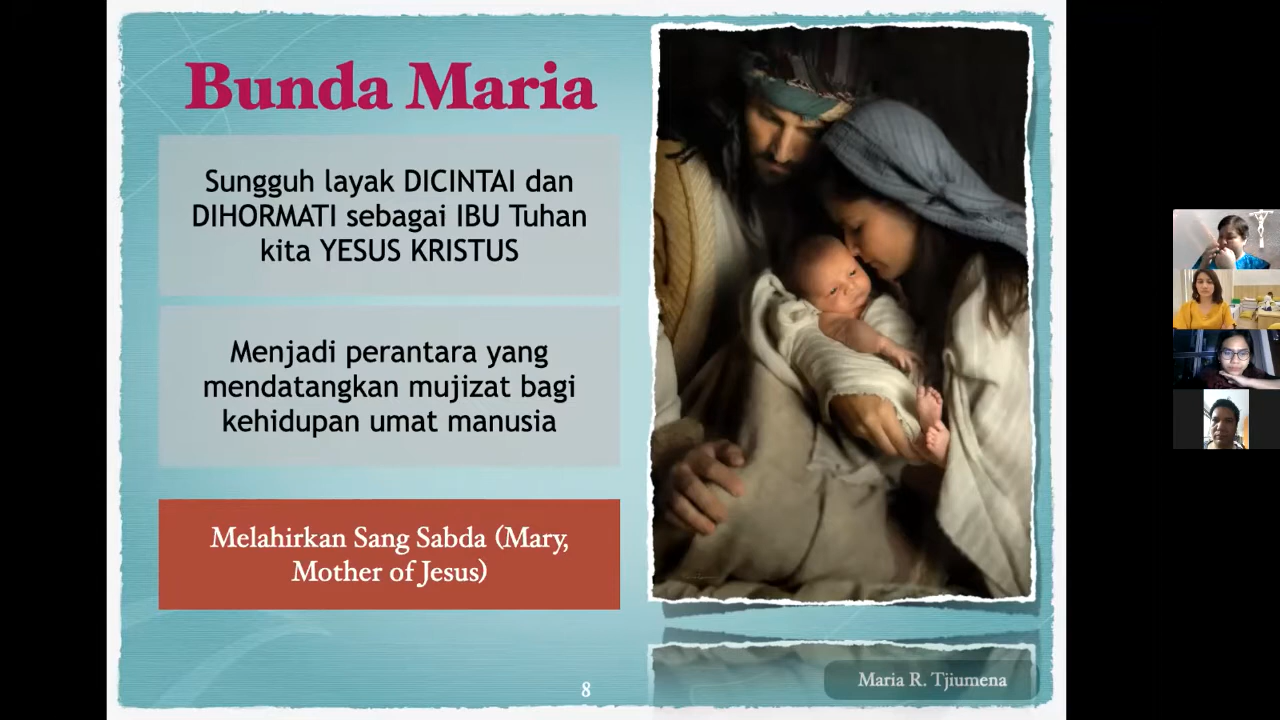 Bunda Maria
Sungguh layak DICINTAI dan
DIHORMATI sebagai IBU Tuhan
kita YESUS KRISTUS
Menjadi perantara yang
mendatangkan mujizat bagi
kehidupan umat manusia
Melahirkan Sang Sabda (Mary,
Mother of Jesus)
8
Maria R. Tjiumena